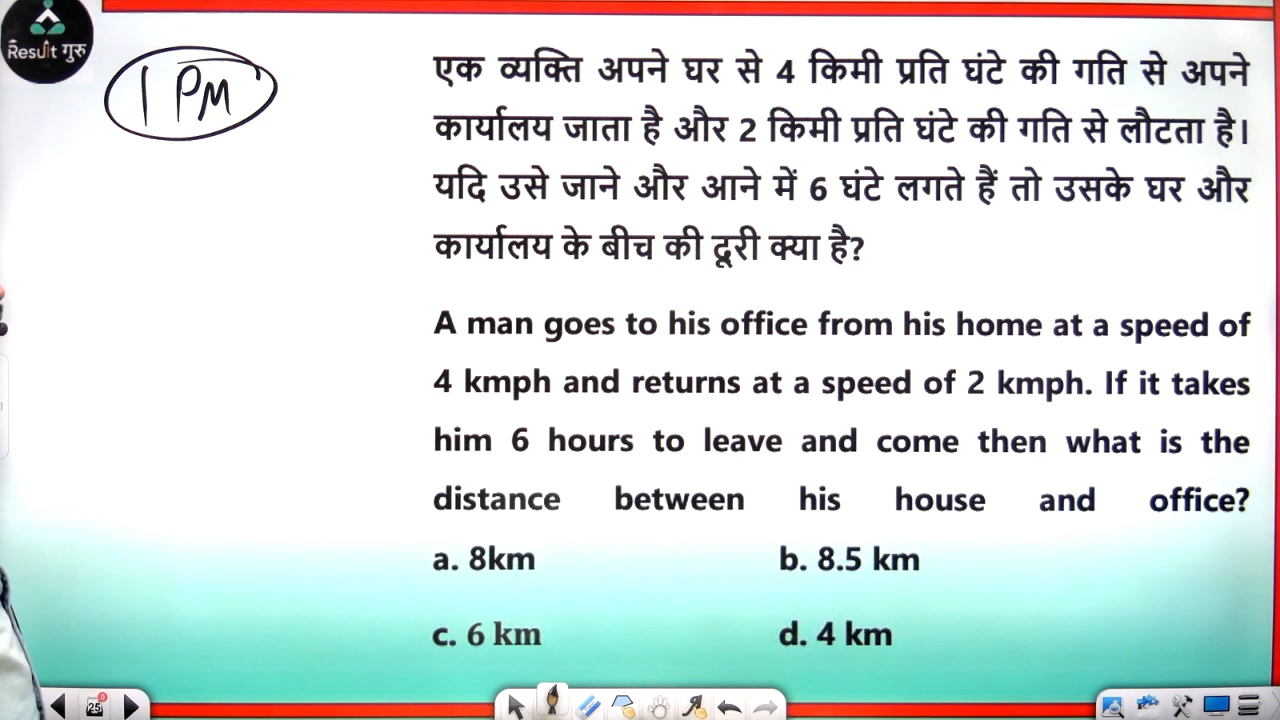 Result गुरु
1 PM
एक व्यक्ति अपने घर से 4 किमी प्रति घंटे की गति से अपने
कार्यालय जाता है और 2 किमी प्रति घंटे की गति से लौटता है।
यदि उसे जाने और आने में 6 घंटे लगते हैं तो उसके घर और
कार्यालय के बीच की दूरी क्या है?
A man goes to his office from his home at a speed of
4 kmph and returns at a speed of 2 kmph. If it takes
him 6 hours to leave and come then what is the
distance between his house and office?
a. 8km b. 8.5 km
c. 6 km d. 4 km
25